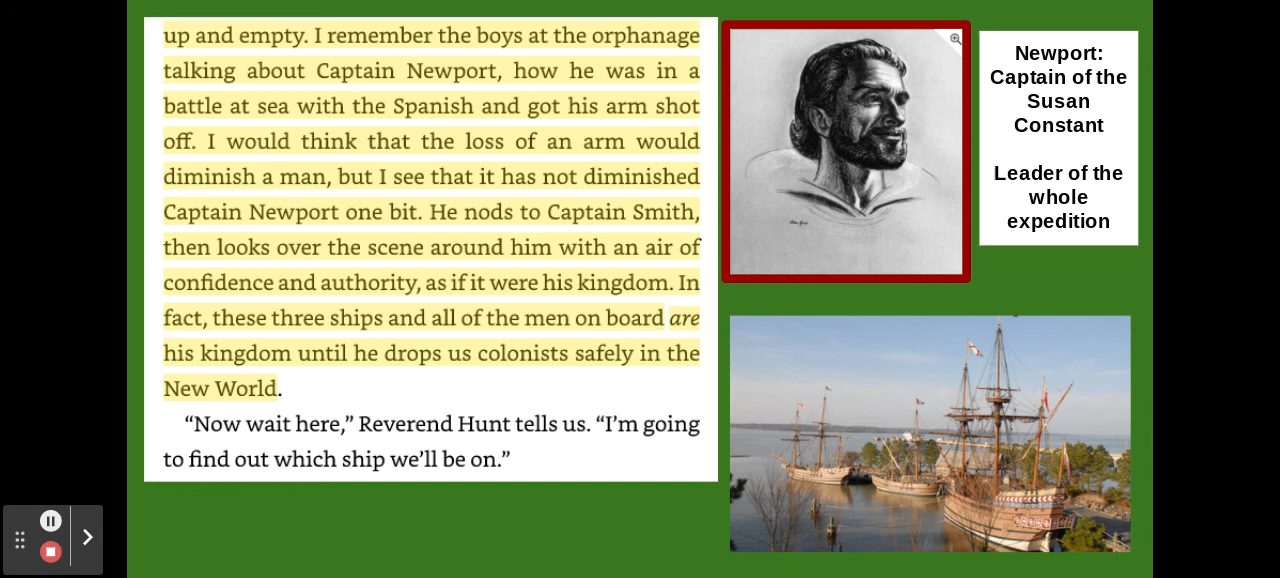 up and empty. I remember the boys at the orphanage
talking about Captain Newport, how he was in a
battle at sea with the Spanish and got his arm shot
off. I would think that the loss of an arm would
diminish a man, but I see that it has not diminished
Captain Newport one bit. He nods to Captain Smith,
then looks over the scene around him with an air of
confidence and authority, as if it were his kingdom. In
fact, these three ships and all of the men on board are
his kingdom until he drops us colonists safely in the
New World.
“Now wait here,” Reverend Hunt tells us. “I’m going
to find out which ship we’ll be on.”
Newport:
Captain of the
Susan
Constant
Leader of the
whole
expedition